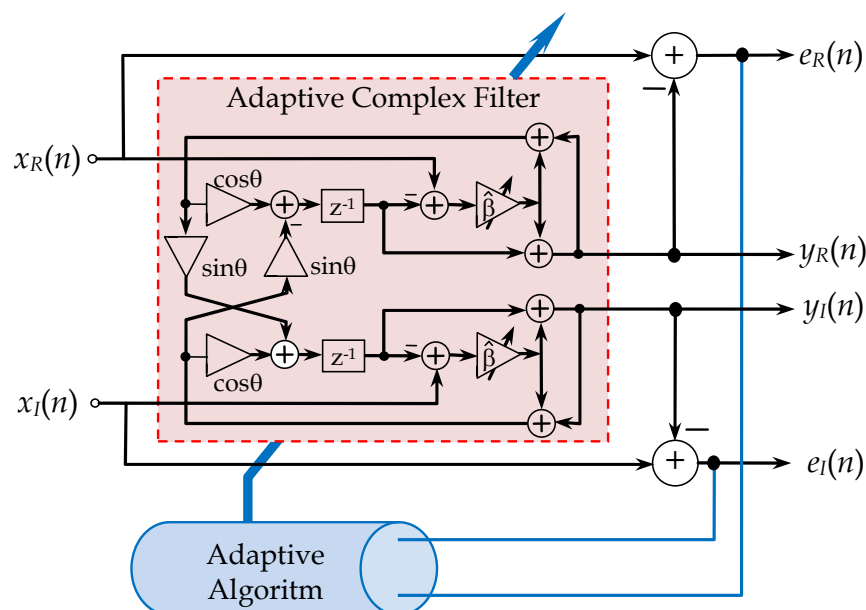 e_R(n)
Adaptive Complex Filter
+
−
+
x_R(n)
cosθ
+
z⁻¹
−
+
β̂
−
sinθ
sinθ
+
y_R(n)
+
y_I(n)
cosθ
+
z⁻¹
−
+
β̂
x_I(n)
+
−
+
e_I(n)
Adaptive
Algoritm